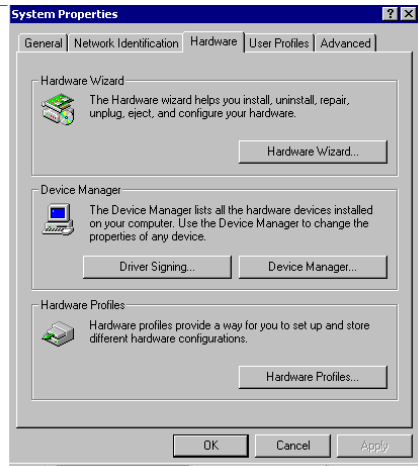 System Properties
General Network Identification Hardware User Profiles Advanced
Hardware Wizard
The Hardware wizard helps you install, uninstall, repair,
unplug, eject, and configure your hardware.
Hardware Wizard...
Device Manager
The Device Manager lists all the hardware devices installed
on your computer. Use the Device Manager to change the
properties of any device.
Driver Signing... Device Manager...
Hardware Profiles
Hardware profiles provide a way for you to set up and store
different hardware configurations.
Hardware Profiles...
OK Cancel Apply